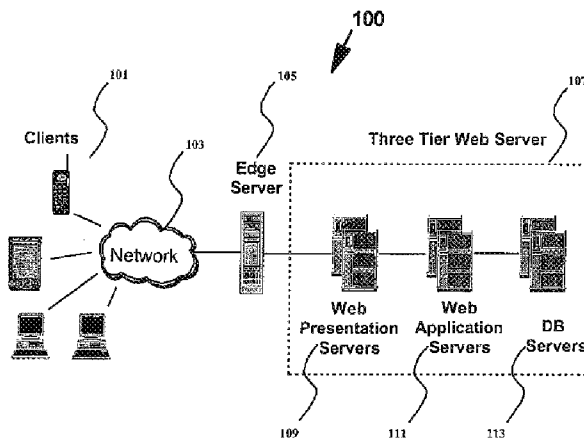 100
101
105
107
Clients
103
Edge
Server
Three Tier Web Server
Network
Web
Presentation
Servers
Web
Application
Servers
DB
Servers
109
111
113